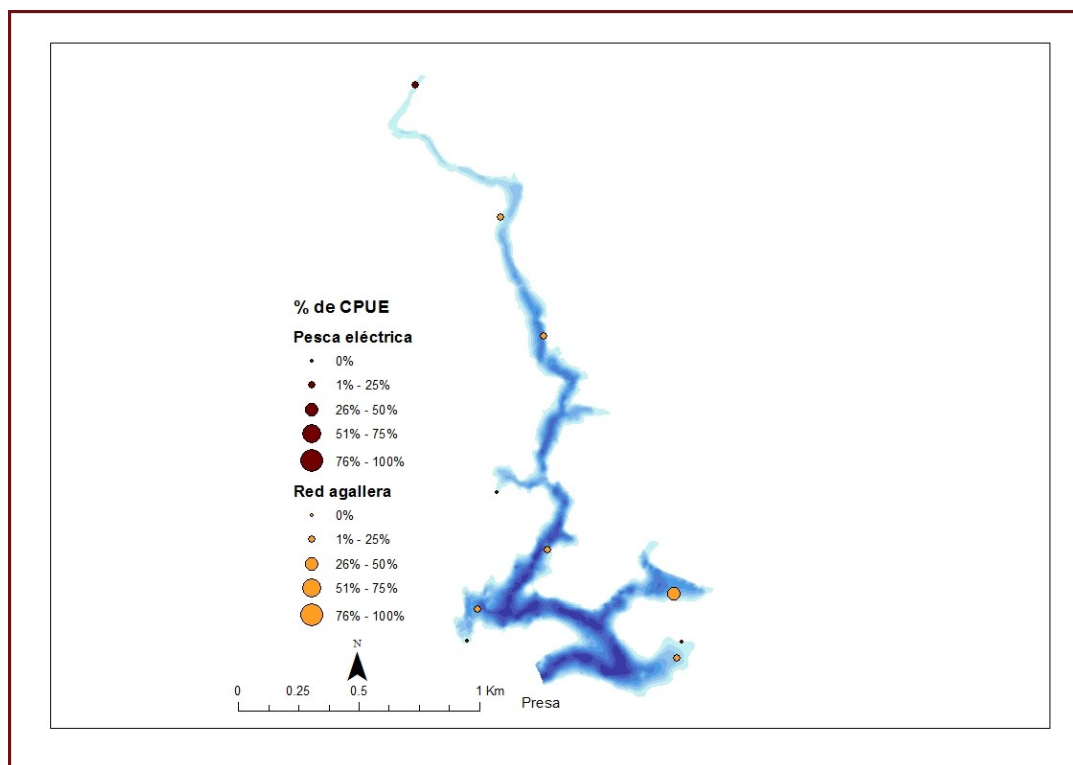 % de CPUE
Pesca eléctrica
0%
1% - 25%
26% - 50%
51% - 75%
76% - 100%
Red agallera
0%
1% - 25%
26% - 50%
51% - 75%
76% - 100%
N
0 0.25 0.5 1 Km
Presa